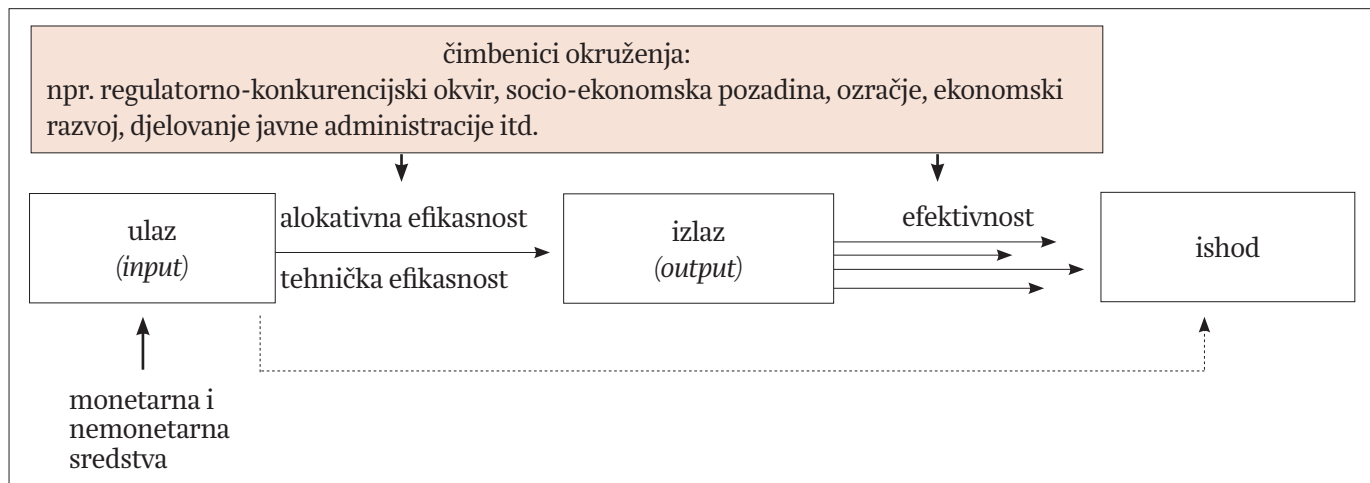 čimbenici okruženja:
npr. regulatorno-konkurencijski okvir, socio-ekonomska pozadina, ozračje, ekonomski
razvoj, djelovanje javne administracije itd.
ulaz
(input)
alokativna efikasnost
tehnička efikasnost
izlaz
(output)
efektivnost
ishod
monetarna i
nemonetarna
sredstva